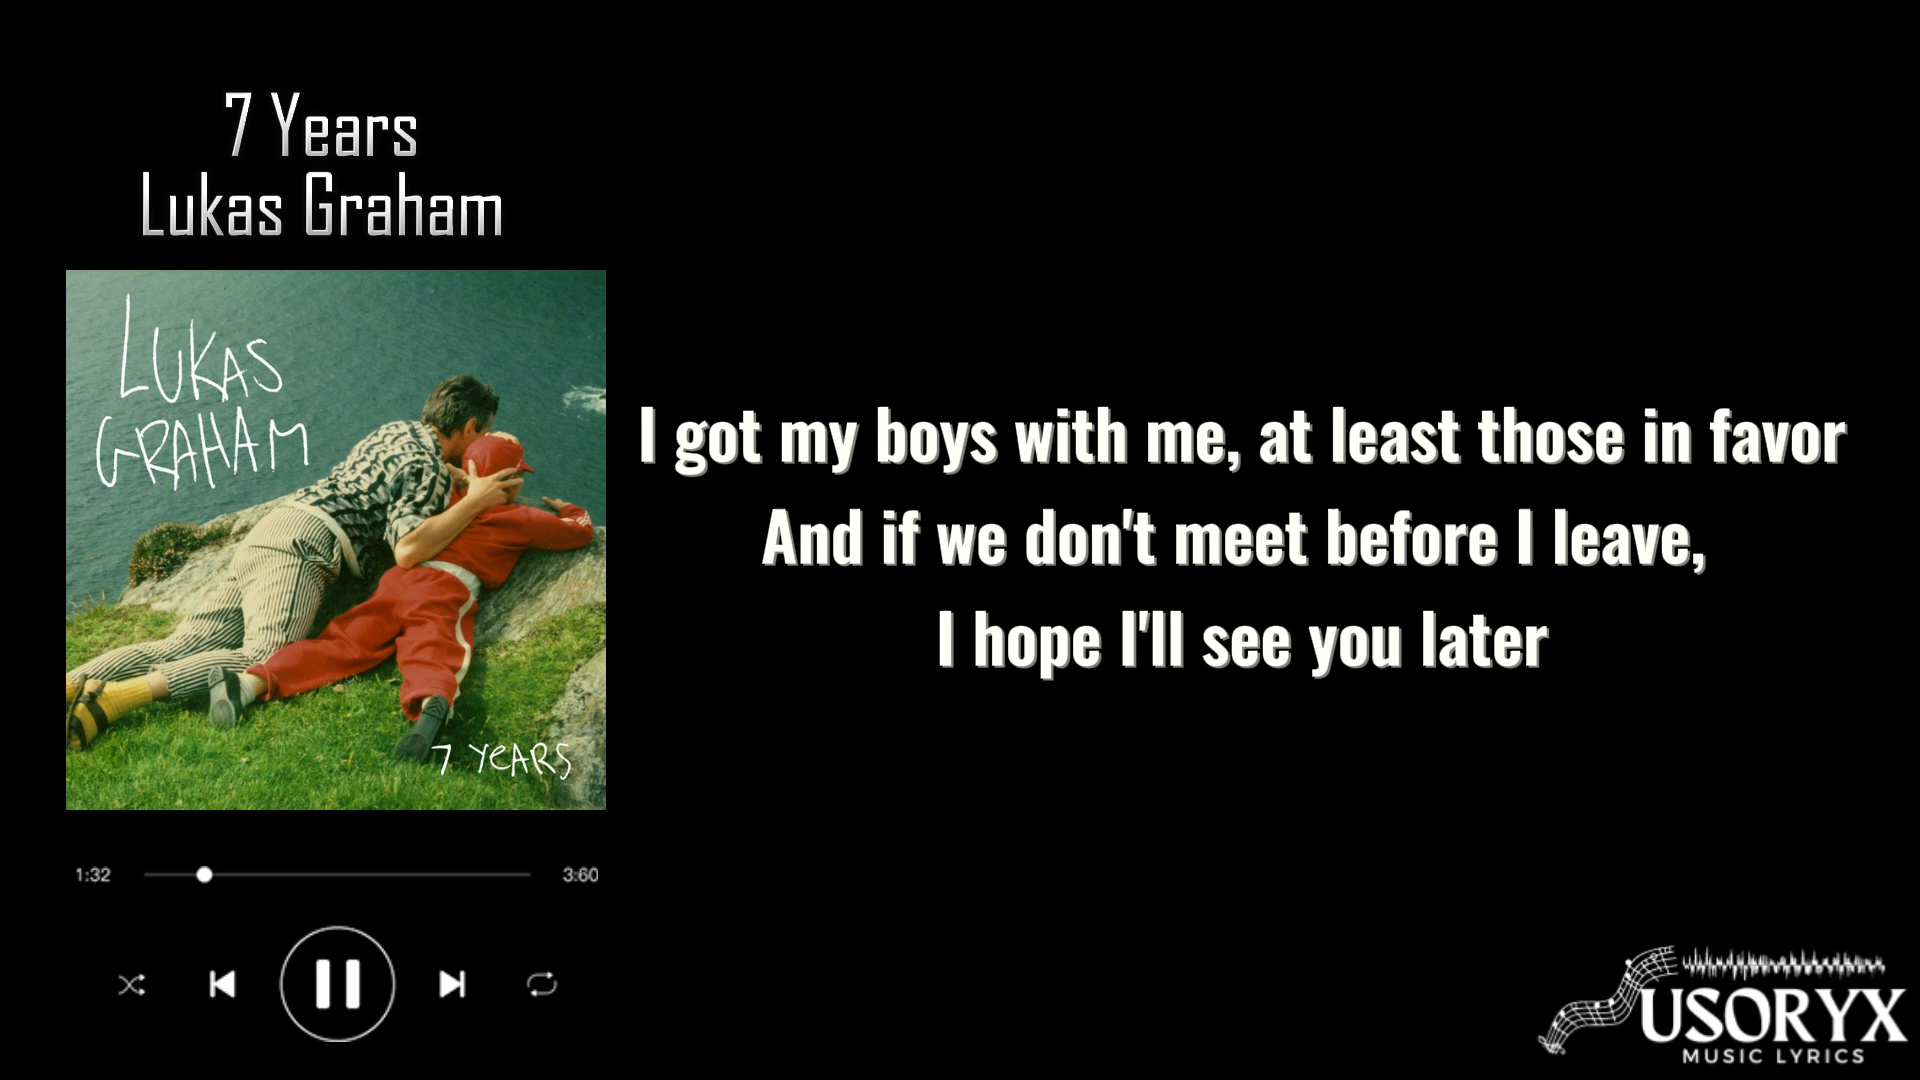 7 Years
Lukas Graham
LUKAS
GRAHAM
7 YEARS
I got my boys with me, at least those in favor
And if we don't meet before I leave,
I hope I'll see you later
1:32
3:60
USORYX
MUSIC LYRICS